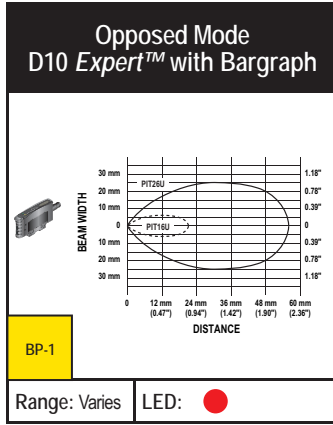 Opposed Mode
D10 Expert™ with Bargraph
BEAM WIDTH
30 mm
20 mm
10 mm
0
10 mm
20 mm
30 mm
PIT26U
PIT16U
1.18"
0.78"
0.39"
0
0.39"
0.78"
1.18"
0 12 mm 24 mm 36 mm 48 mm 60 mm
(0.47") (0.94") (1.42") (1.90") (2.36")
DISTANCE
BP-1
Range: Varies LED: